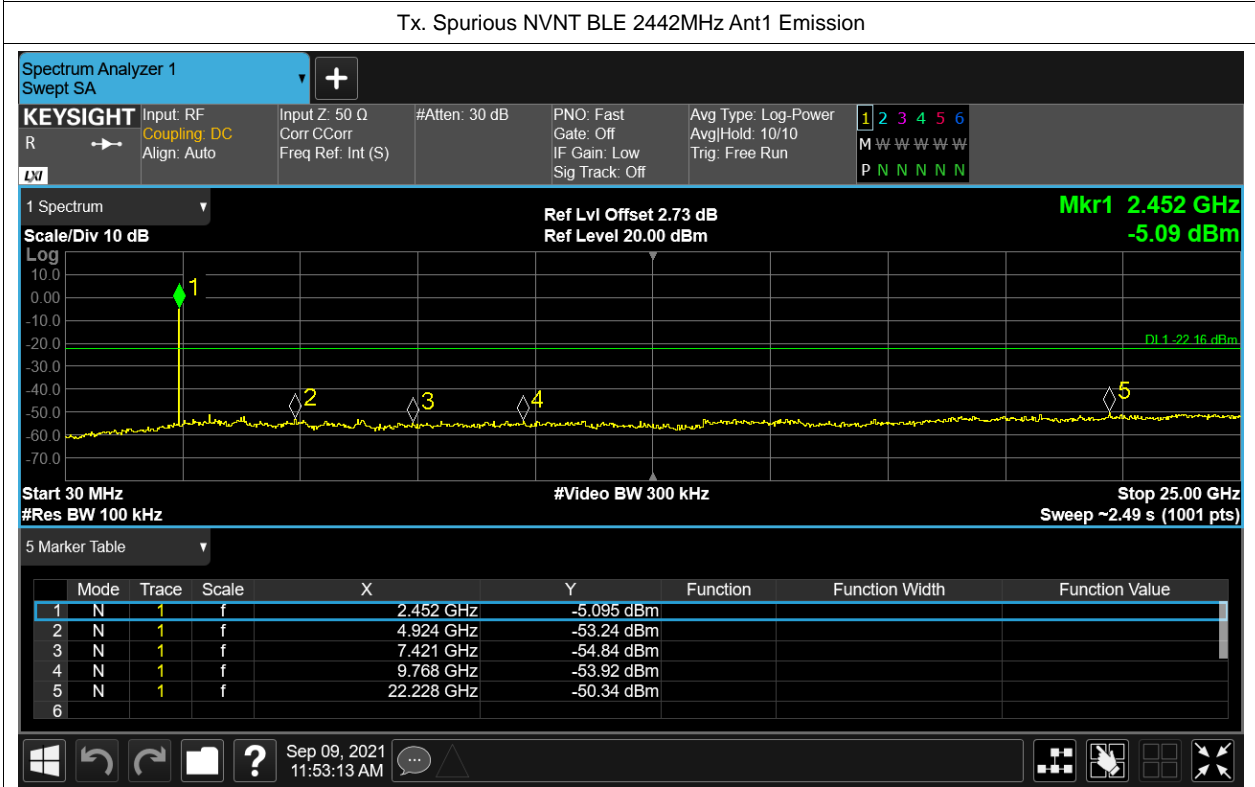 Tx. Spurious NVNT BLE 2442MHz Ant1 Emission
Spectrum Analyzer 1
Swept SA
KEYSIGHT
R
LXI
Input: RF
Coupling: DC
Align: Auto
Input Z: 50 Ω
Corr CCorr
Freq Ref: Int (S)
#Atten: 30 dB
PNO: Fast
Gate: Off
IF Gain: Low
Sig Track: Off
Avg Type: Log-Power
Avg|Hold: 10/10
Trig: Free Run
1 2 3 4 5 6
M W W W W W
P N N N N N
1 Spectrum
Scale/Div 10 dB
Ref Lvl Offset 2.73 dB
Ref Level 20.00 dBm
Mkr1 2.452 GHz
-5.09 dBm
Log
10.0
0.00
-10.0
-20.0
-30.0
-40.0
-50.0
-60.0
-70.0
1
2
3
4
5
DL1 -22.16 dBm
Start 30 MHz
#Res BW 100 kHz
#Video BW 300 kHz
Stop 25.00 GHz
Sweep ~2.49 s (1001 pts)
5 Marker Table
Mode Trace Scale X Y Function Function Width Function Value
1 N 1 f 2.452 GHz -5.095 dBm
2 N 1 f 4.924 GHz -53.24 dBm
3 N 1 f 7.421 GHz -54.84 dBm
4 N 1 f 9.768 GHz -53.92 dBm
5 N 1 f 22.228 GHz -50.34 dBm
6
?
Sep 09, 2021
11:53:13 AM